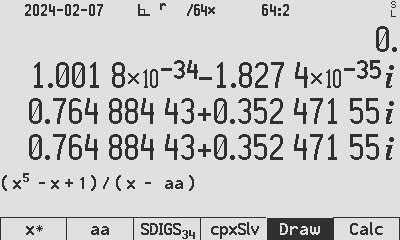 2024-02-07 ⊾ r /64× 64:2 S L
0.
1.001 8×10⁻³⁴–1.827 4×10⁻³⁵i
0.764 884 43+0.352 471 55i
0.764 884 43+0.352 471 55i
(x⁵ -x+1)/(x - aa)
x* aa SDIGS₃₄ cpxSlv Draw Calc